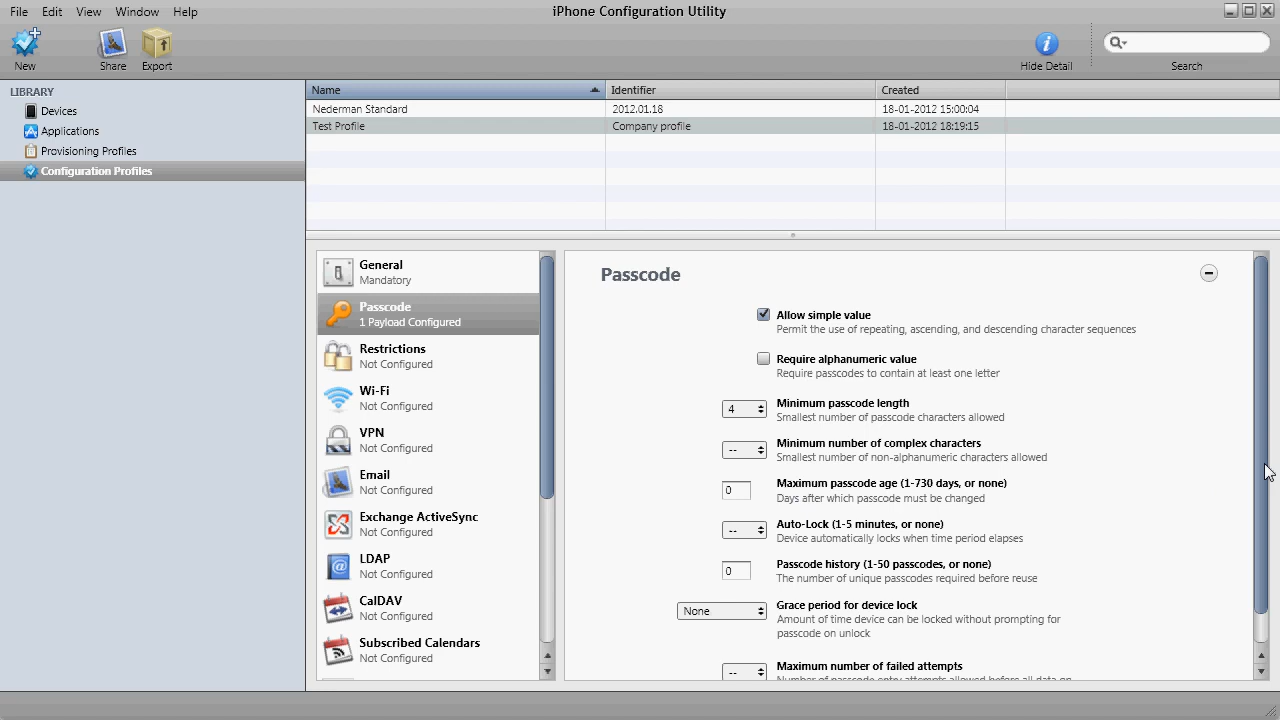 File Edit View Window Help
iPhone Configuration Utility
New
Share
Export
Hide Detail
Search
LIBRARY
Devices
Applications
Provisioning Profiles
Configuration Profiles
Name Identifier Created
Nederman Standard 2012.01.18 18-01-2012 15:00:04
Test Profile Company profile 18-01-2012 18:19:15
General
Mandatory
Passcode
1 Payload Configured
Restrictions
Not Configured
Wi-Fi
Not Configured
VPN
Not Configured
Email
Not Configured
Exchange ActiveSync
Not Configured
LDAP
Not Configured
CalDAV
Not Configured
Subscribed Calendars
Not Configured
Passcode
Allow simple value
Permit the use of repeating, ascending, and descending character sequences
Require alphanumeric value
Require passcodes to contain at least one letter
4 Minimum passcode length
Smallest number of passcode characters allowed
-- Minimum number of complex characters
Smallest number of non-alphanumeric characters allowed
0 Maximum passcode age (1-730 days, or none)
Days after which passcode must be changed
-- Auto-Lock (1-5 minutes, or none)
Device automatically locks when time period elapses
0 Passcode history (1-50 passcodes, or none)
The number of unique passcodes required before reuse
None Grace period for device lock
Amount of time device can be locked without prompting for
passcode on unlock
-- Maximum number of failed attempts
Number of passcode entry attempts allowed before all data on